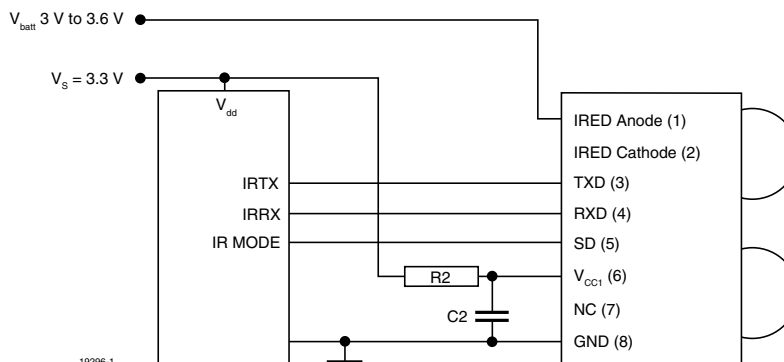 V_batt 3 V to 3.6 V
V_S = 3.3 V
V_dd
IRTX
IRRX
IR MODE
R2
C2
IRED Anode (1)
IRED Cathode (2)
TXD (3)
RXD (4)
SD (5)
V_CC1 (6)
NC (7)
GND (8)
19296-1